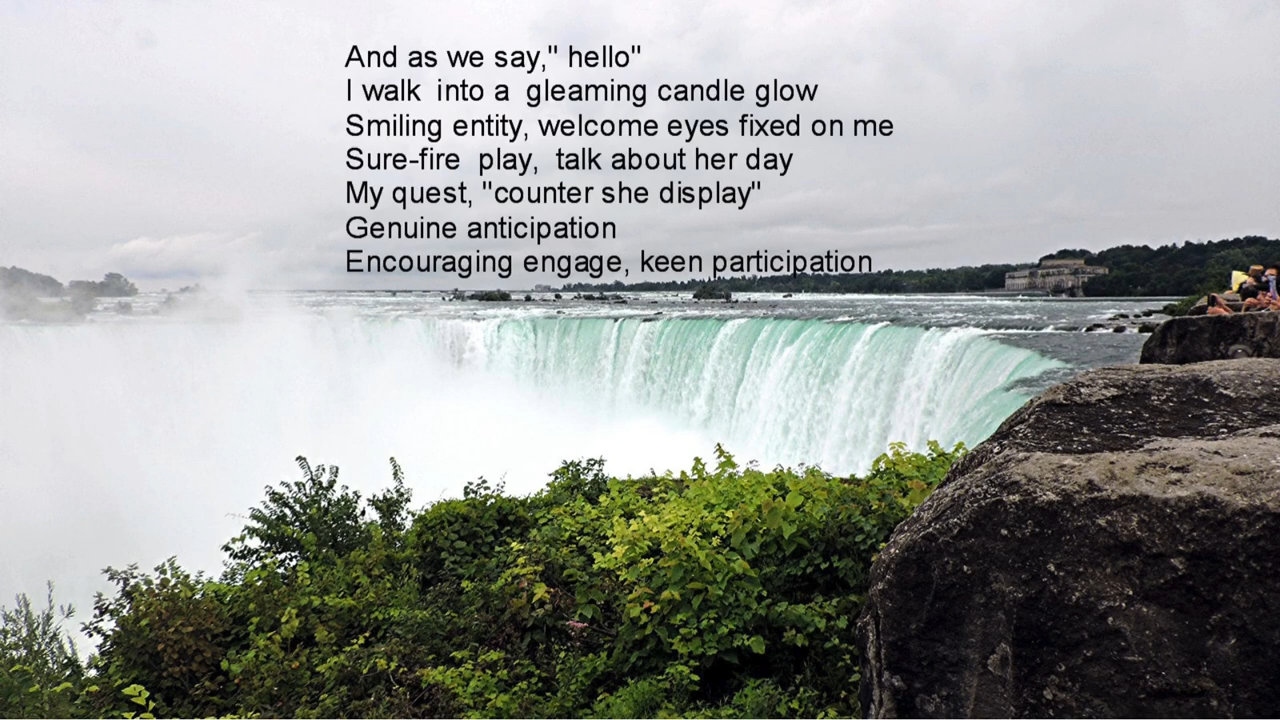 And as we say," hello"
I walk  into a  gleaming candle glow
Smiling entity, welcome eyes fixed on me
Sure-fire  play,  talk about her day
My quest, "counter she display"
Genuine anticipation
Encouraging engage, keen participation